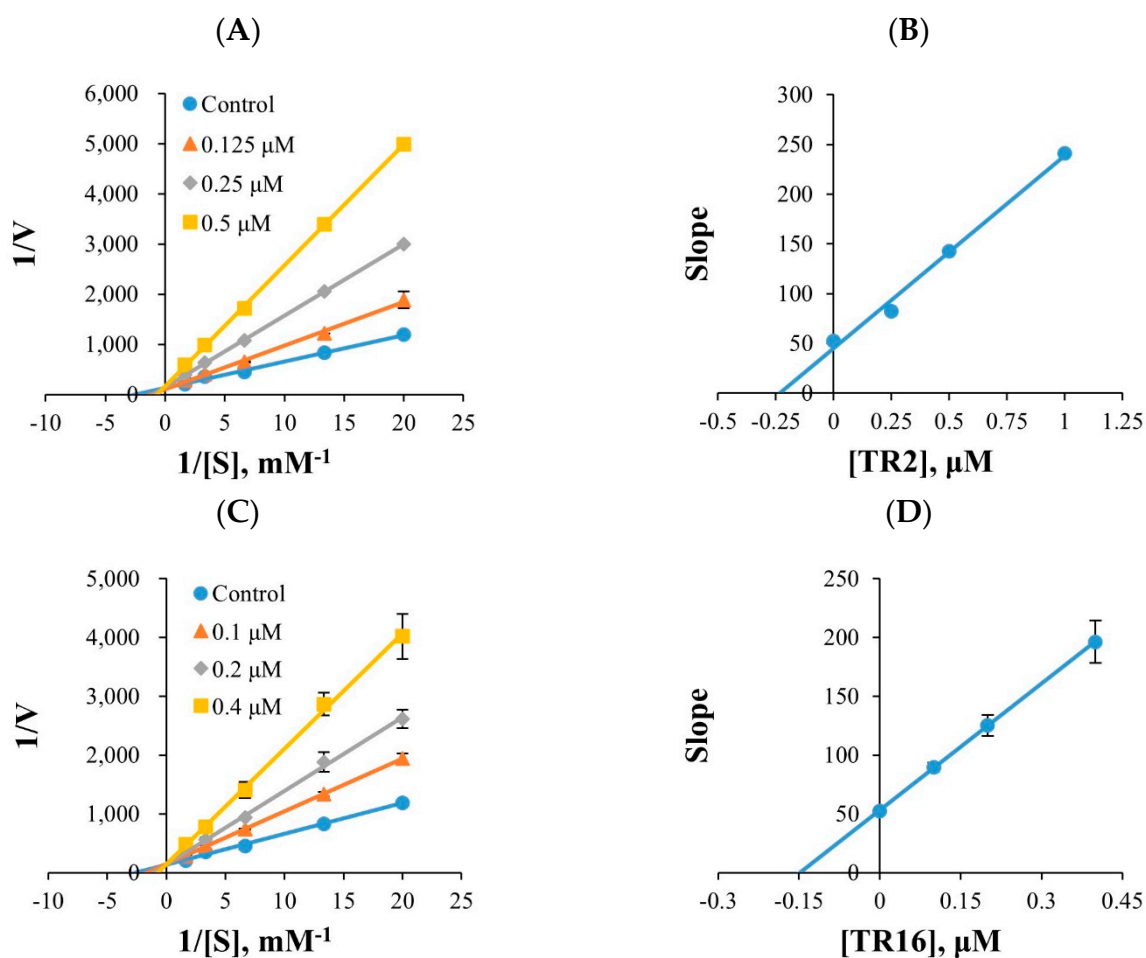 (A)
6,000
5,000
4,000
3,000
2,000
1,000
0
-10 -5 0 5 10 15 20 25
1/V
1/[S], mM-1
Control
0.125 μM
0.25 μM
0.5 μM
(B)
300
250
200
150
100
50
0
-0.5 -0.25 0 0.25 0.5 0.75 1 1.25
Slope
[TR2], μM
(C)
5,000
4,000
3,000
2,000
1,000
0
-10 -5 0 5 10 15 20 25
1/V
1/[S], mM-1
Control
0.1 μM
0.2 μM
0.4 μM
(D)
250
200
150
100
50
0
-0.3 -0.15 0 0.15 0.3 0.45
Slope
[TR16], μM